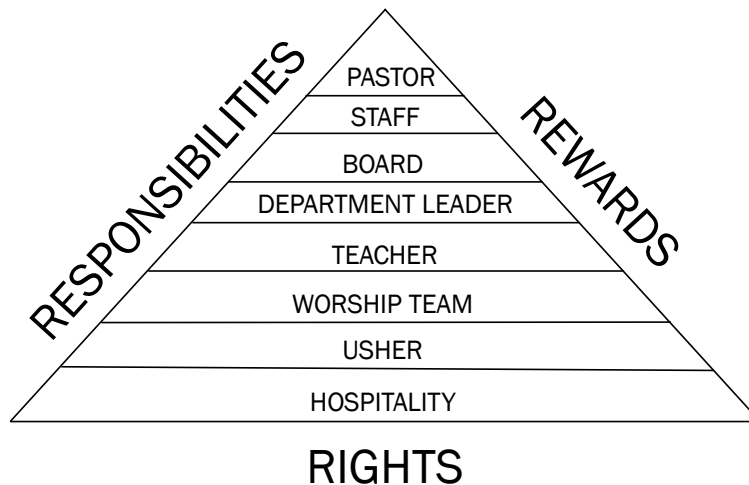 RESPONSIBILITIES
REWARDS
PASTOR
STAFF
BOARD
DEPARTMENT LEADER
TEACHER
WORSHIP TEAM
USHER
HOSPITALITY
RIGHTS